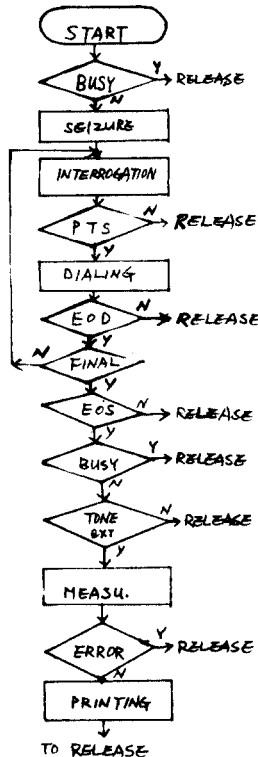 START
Y
BUSY RELEASE
N
SEIZURE
INTERROGATION
N
PTS RELEASE
Y
DIALING
N
EOD RELEASE
Y
N
FINAL
Y
N
EOS RELEASE
Y
Y
BUSY RELEASE
N
N
TONE RELEASE
EXT
Y
MEASU.
Y
ERROR RELEASE
N
PRINTING
TO RELEASE